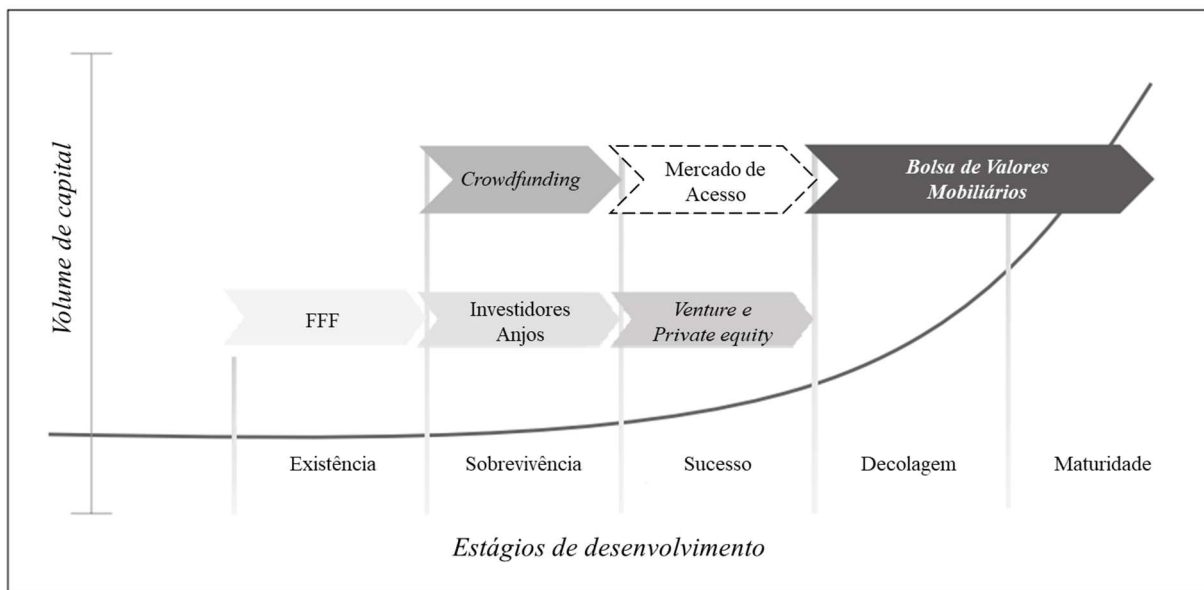 Volume de capital
Crowdfunding
Mercado de
Acesso
Bolsa de Valores
Mobiliários
FFF
Investidores
Anjos
Venture e
Private equity
Existência
Sobrevivência
Sucesso
Decolagem
Maturidade
Estágios de desenvolvimento